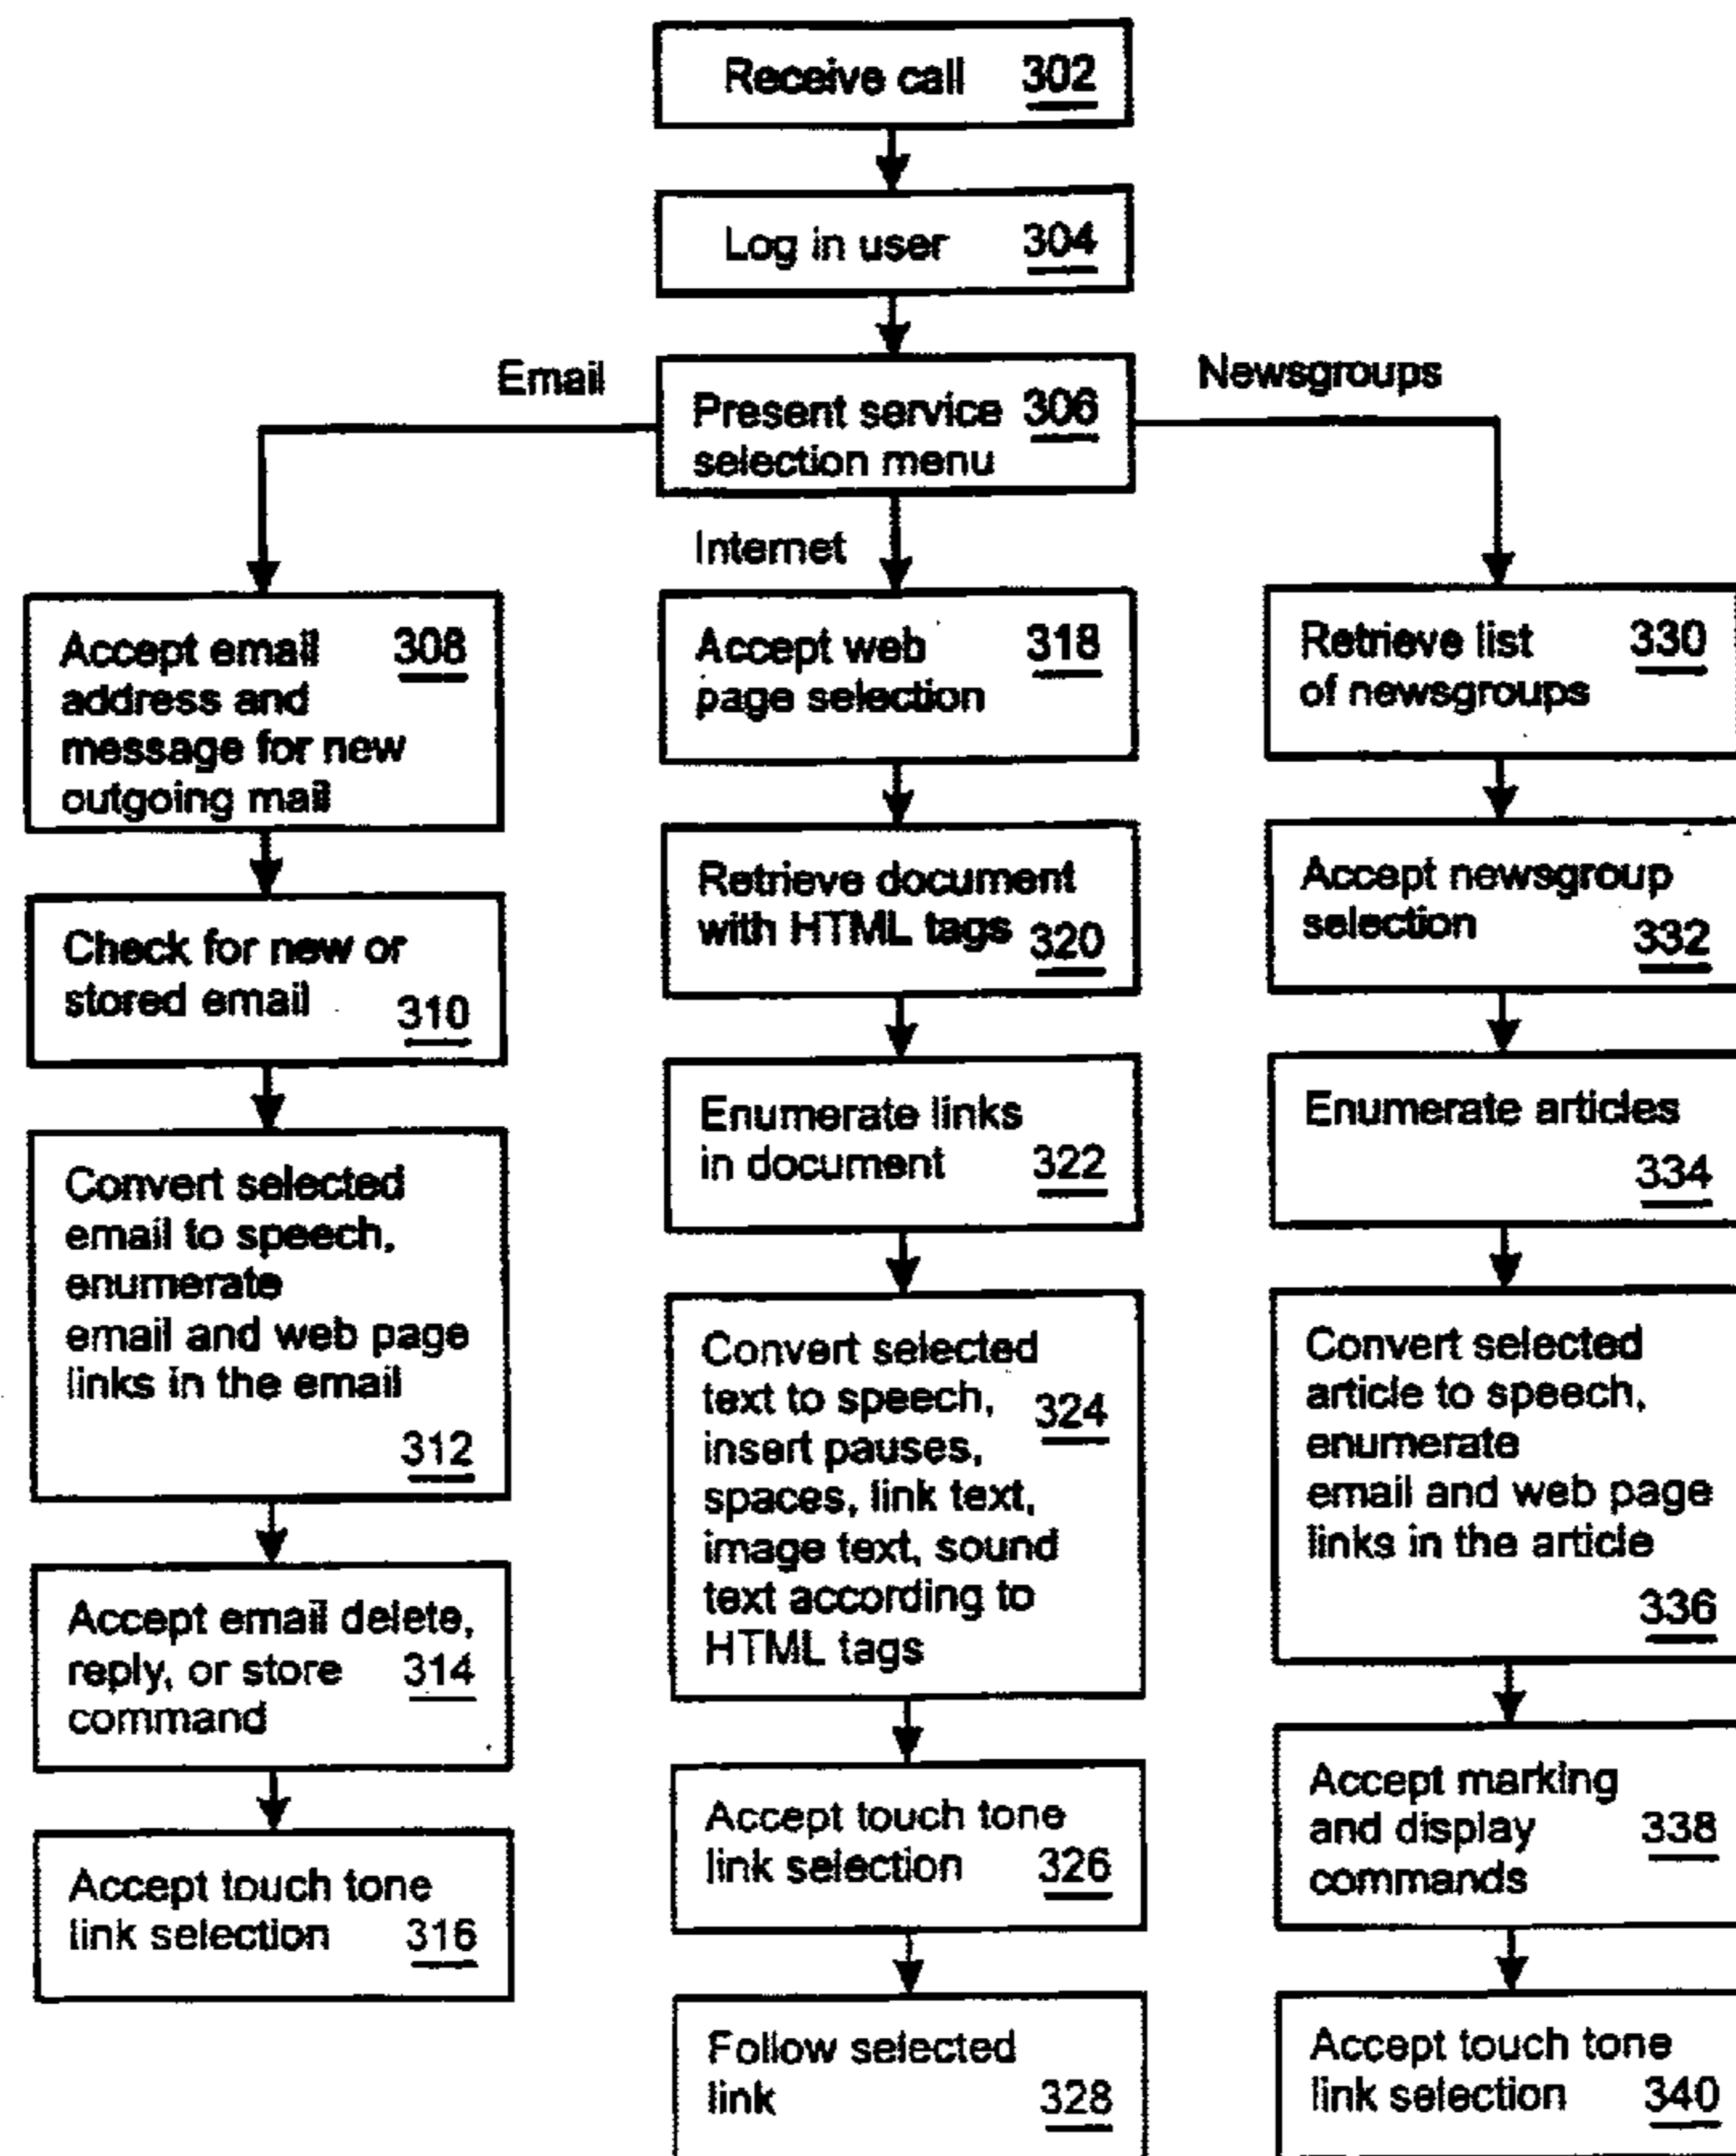 Receive call 302
Log in user 304
Email
Present service 306
selection menu
Newsgroups
Internet
Accept email 308
address and
message for new
outgoing mail
Check for new or
stored email 310
Convert selected
email to speech,
enumerate
email and web page
links in the email
312
Accept email delete,
reply, or store 314
command
Accept touch tone
link selection 316
Accept web 318
page selection
Retrieve document
with HTML tags 320
Enumerate links
in document 322
Convert selected
text to speech, 324
insert pauses,
spaces, link text,
image text, sound
text according to
HTML tags
Accept touch tone
link selection 326
Follow selected
link 328
Retrieve list 330
of newsgroups
Accept newsgroup
selection 332
Enumerate articles
334
Convert selected
article to speech,
enumerate
email and web page
links in the article
336
Accept marking
and display 338
commands
Accept touch tone
link selection 340